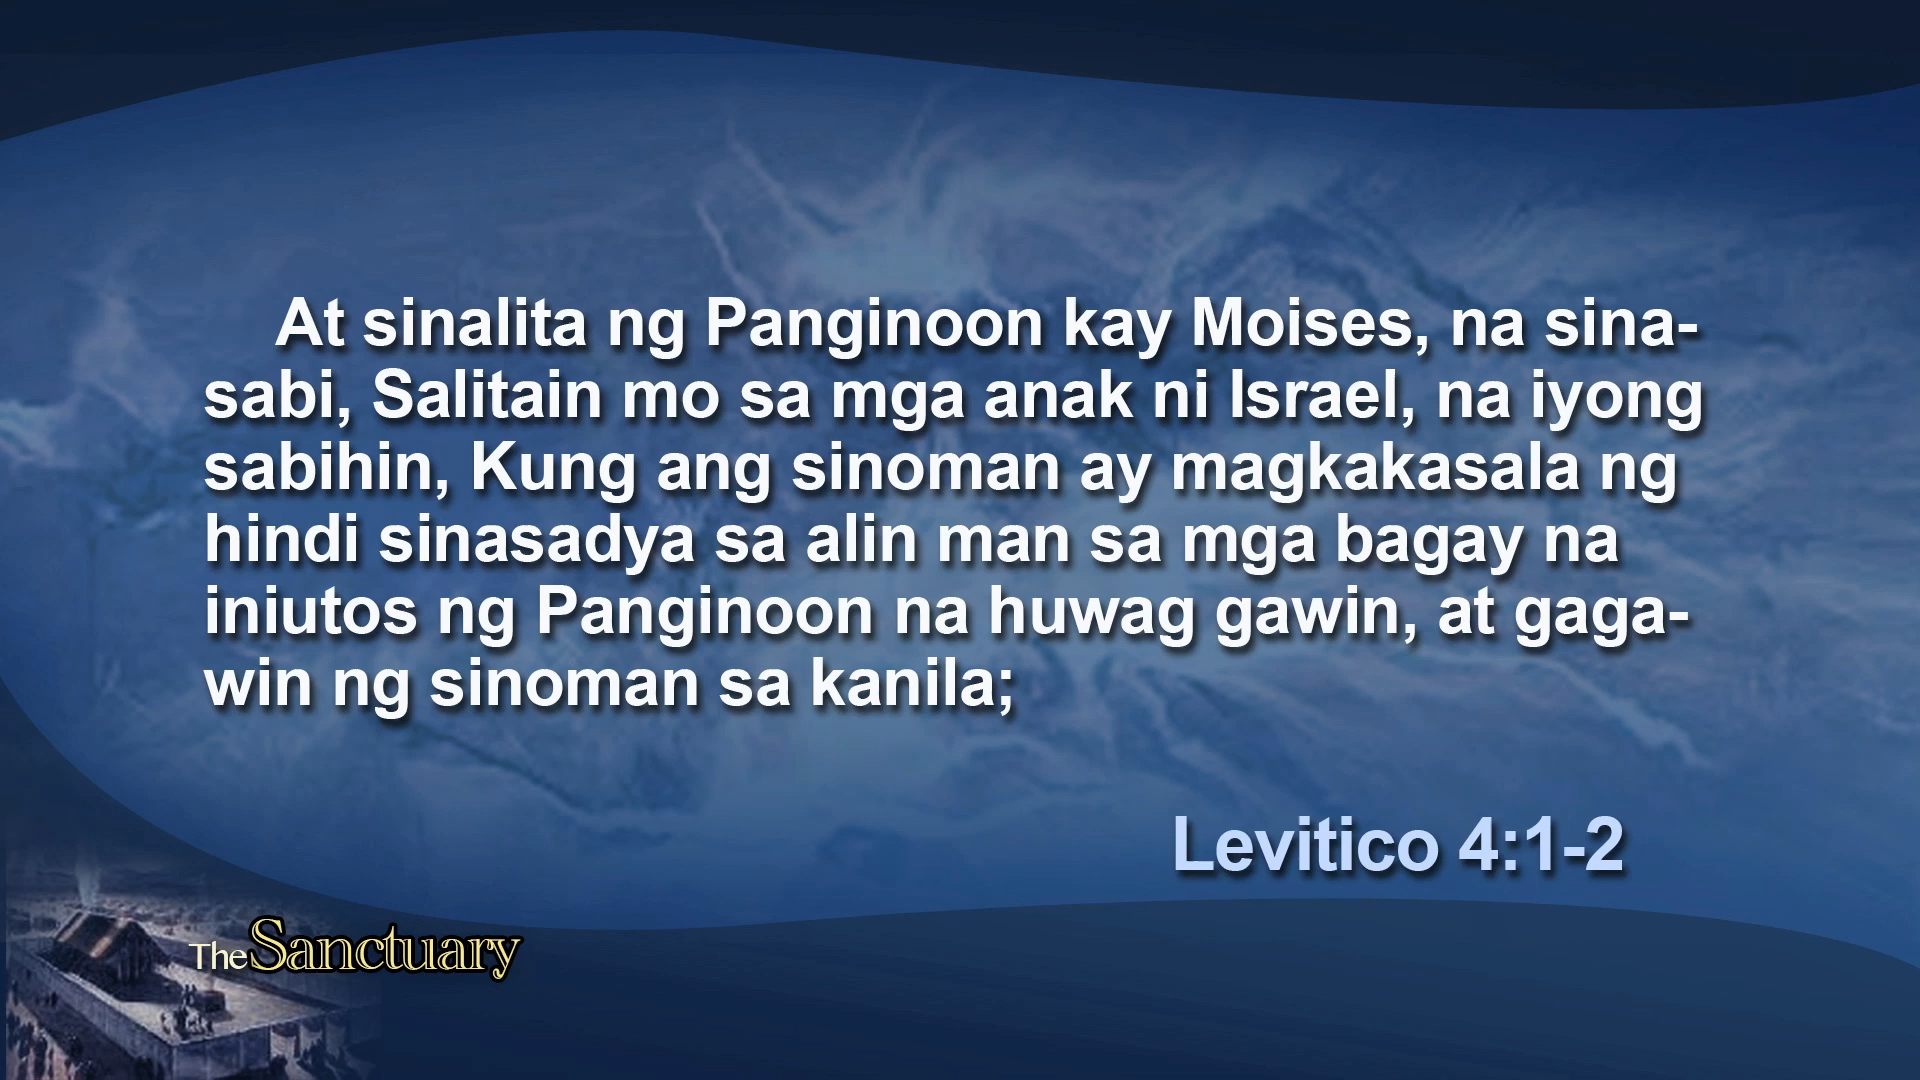 At sinalita ng Panginoon kay Moises, na sina-
sabi, Salitain mo sa mga anak ni Israel, na iyong
sabihin, Kung ang sinoman ay magkakasala ng
hindi sinasadya sa alin man sa mga bagay na
iniutos ng Panginoon na huwag gawin, at gaga-
win ng sinoman sa kanila;
Levitico 4:1-2
The Sanctuary